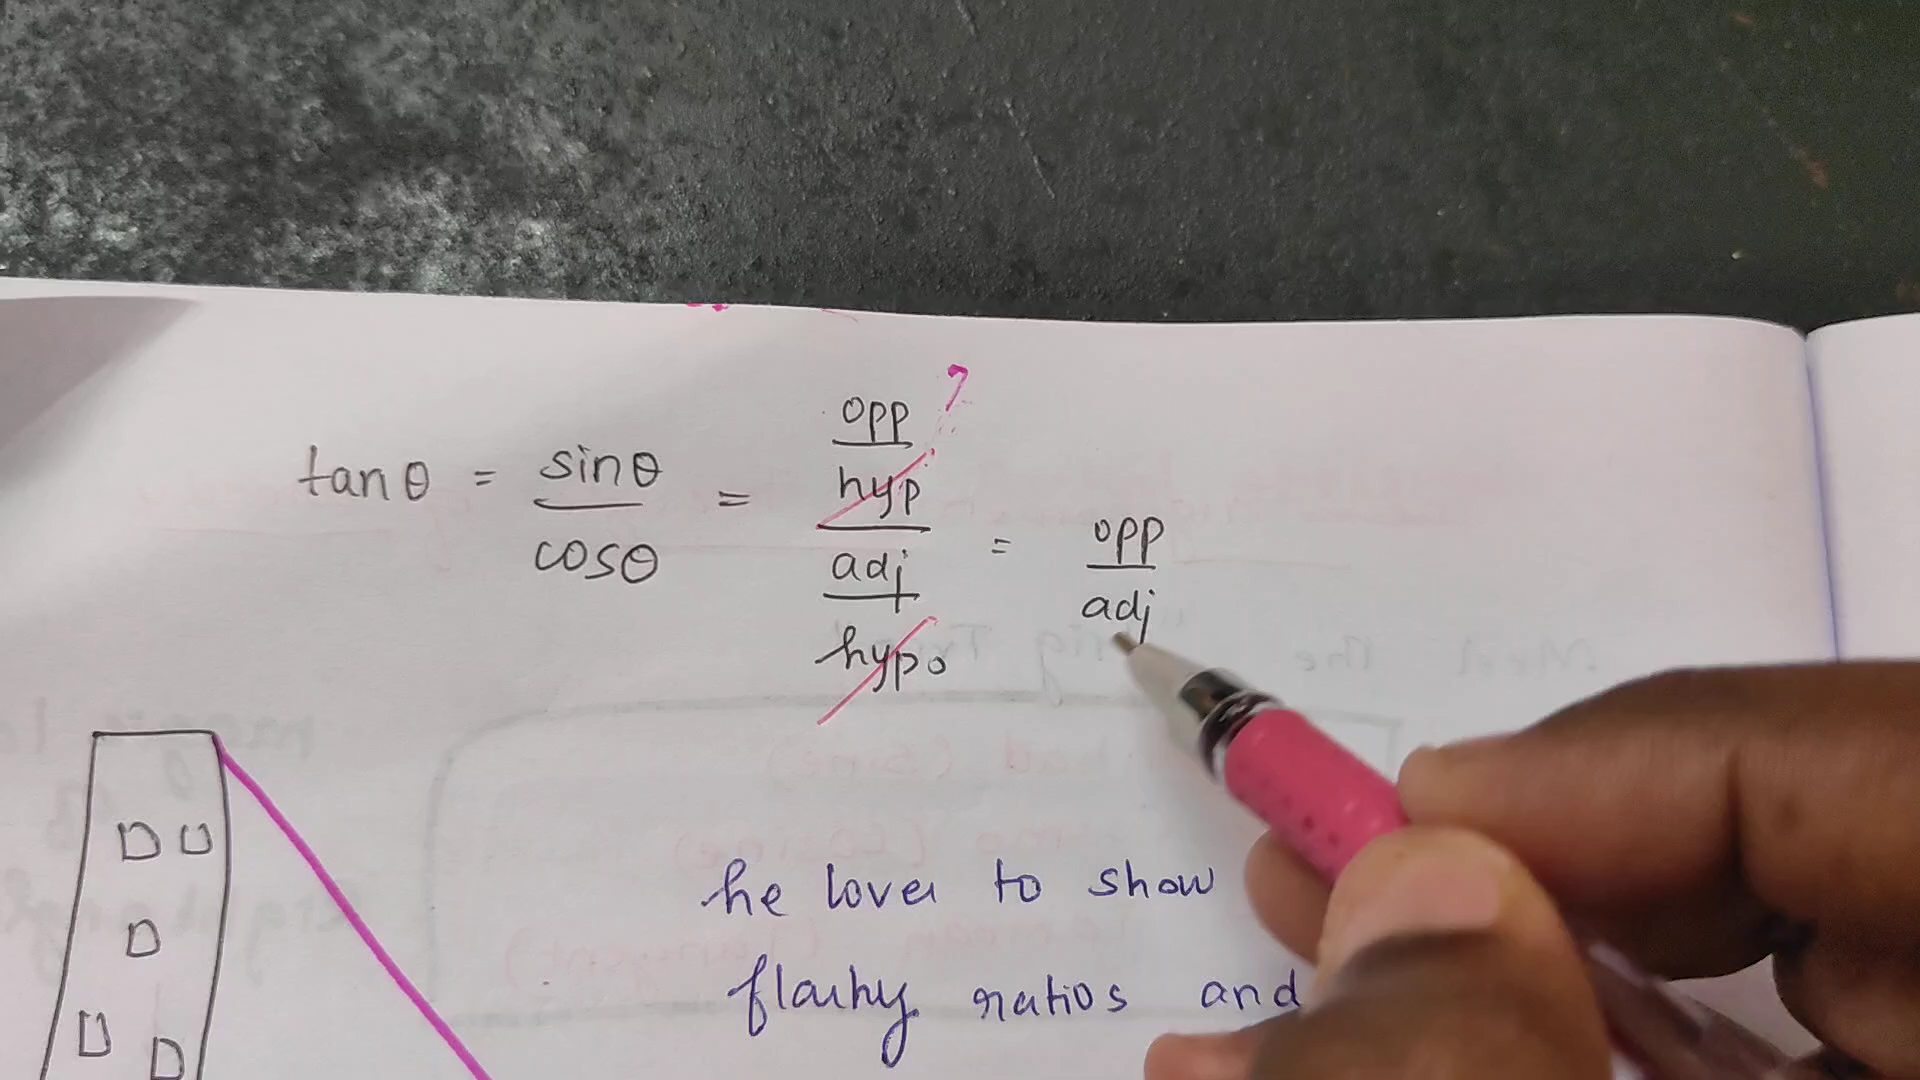 tanθ = sinθ/cosθ = opp/hyp / adj/hypo = opp/adj
he loves to show
flashy ratios and